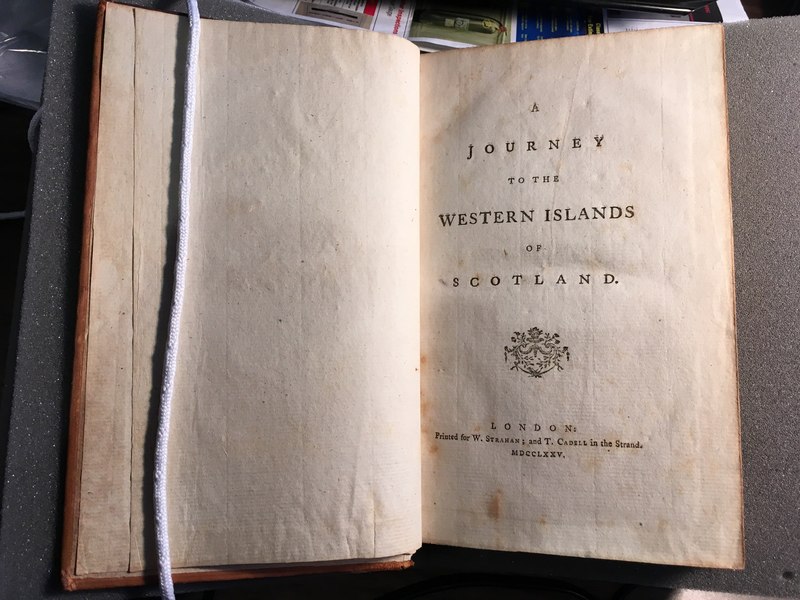 A
JOURNEY
TO THE
WESTERN ISLANDS
OF
SCOTLAND.
LONDON:
Printed for W. STRAHAN; and T. CADELL in the Strand.
MDCCLXXV.